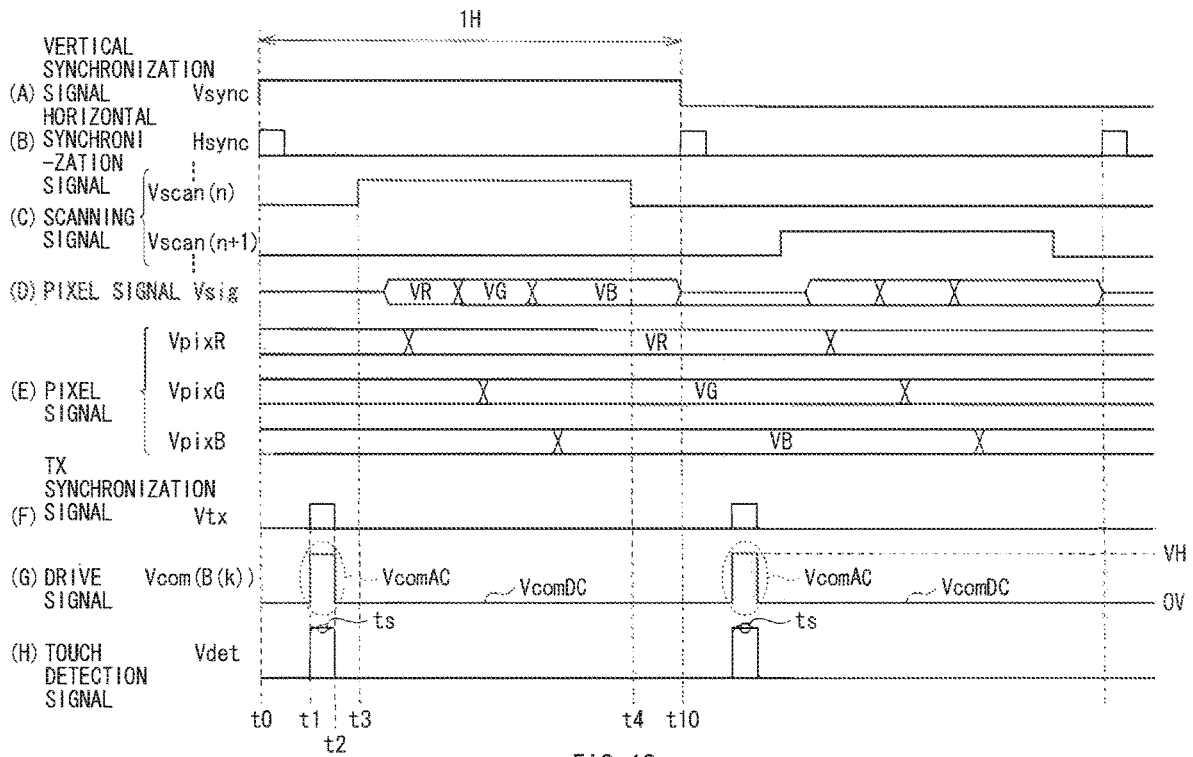 1H
VERTICAL
SYNCHRONIZATION
(A) SIGNAL Vsync
HORIZONTAL
(B) SYNCHRONI Hsync
-ZATION
SIGNAL
Vscan(n)
(C) SCANNING
SIGNAL
Vscan(n+1)
(D) PIXEL SIGNAL Vsig VR VG VB
VpixR VR
(E) PIXEL
SIGNAL
VpixG VG
VpixB VB
TX
SYNCHRONIZATION
(F) SIGNAL Vtx
VH
(G) DRIVE
SIGNAL
Vcom(B(k)) VcomAC VcomDC VcomAC VcomDC
0V
ts ts
(H) TOUCH
DETECTION
SIGNAL
Vdet
t0 t1 t3 t4 t10
t2